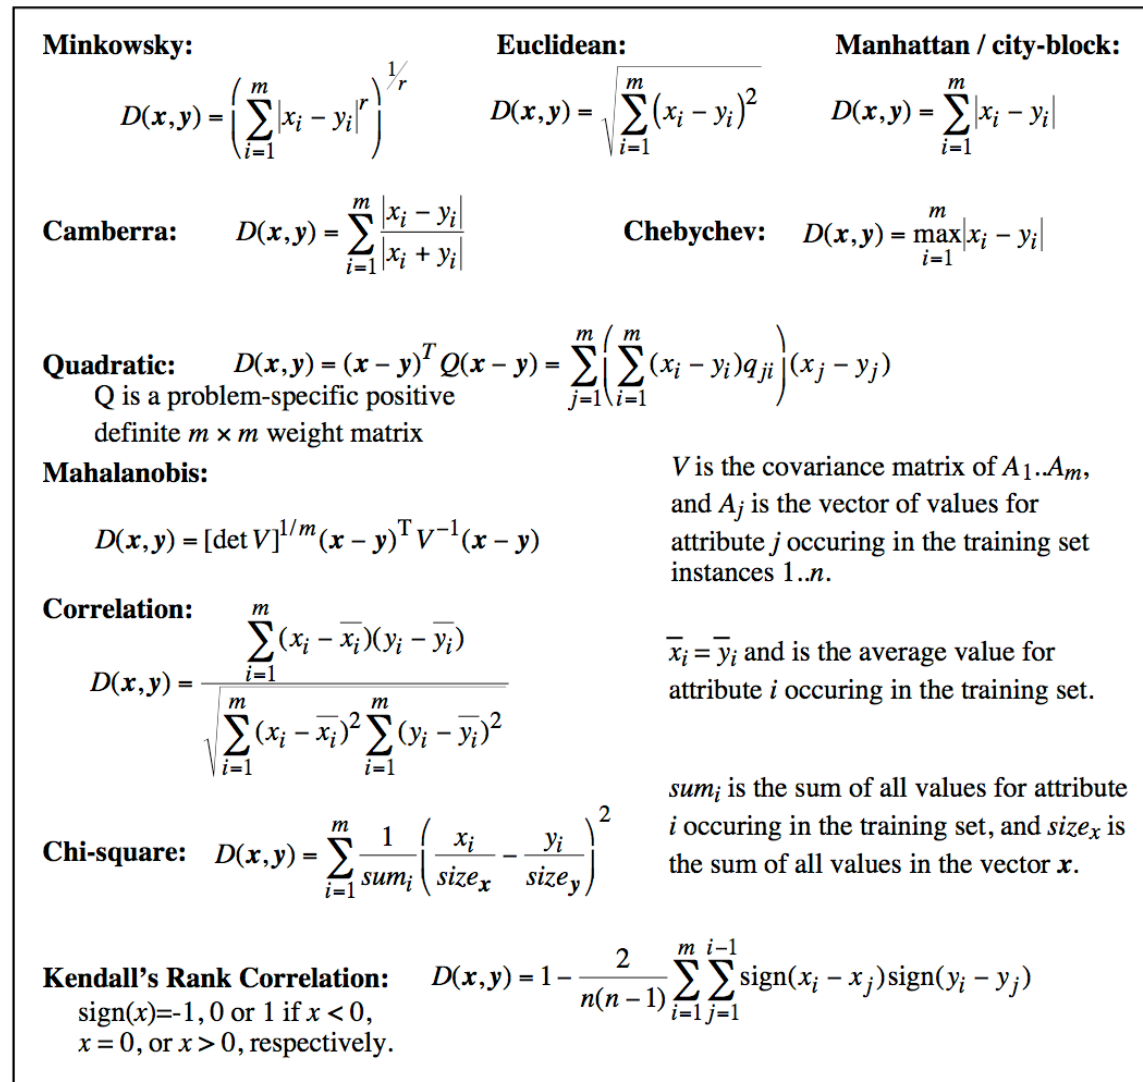 Minkowsky: Euclidean: Manhattan / city-block:
D(x,y) = (∑_{i=1}^{m} |x_i − y_i|^r)^{1/r} D(x,y) = √(∑_{i=1}^{m} (x_i − y_i)^2) D(x,y) = ∑_{i=1}^{m} |x_i − y_i|
Camberra: D(x,y) = ∑_{i=1}^{m} |x_i − y_i| / |x_i + y_i| Chebychev: D(x,y) = max_{i=1}^{m} |x_i − y_i|
Quadratic: D(x,y) = (x − y)^T Q(x − y) = ∑_{j=1}^{m} (∑_{i=1}^{m} (x_i − y_i)q_{ji}) (x_j − y_j)
Q is a problem-specific positive
definite m × m weight matrix
Mahalanobis:
D(x,y) = [det V]^{1/m} (x − y)^T V^{−1} (x − y)
V is the covariance matrix of A_1..A_m,
and A_j is the vector of values for
attribute j occuring in the training set
instances 1..n.
Correlation:
D(x,y) = ∑_{i=1}^{m} (x_i − x̄_i)(y_i − ȳ_i) / √(∑_{i=1}^{m} (x_i − x̄_i)^2 ∑_{i=1}^{m} (y_i − ȳ_i)^2)
x̄_i = ȳ_i and is the average value for
attribute i occuring in the training set.
Chi-square: D(x,y) = ∑_{i=1}^{m} 1/sum_i (x_i/size_x − y_i/size_y)^2
sum_i is the sum of all values for attribute
i occuring in the training set, and size_x is
the sum of all values in the vector x.
Kendall's Rank Correlation: D(x,y) = 1 − 2/(n(n − 1)) ∑_{i=1}^{m} ∑_{j=1}^{i−1} sign(x_i − x_j)sign(y_i − y_j)
sign(x)=-1, 0 or 1 if x < 0,
x = 0, or x > 0, respectively.